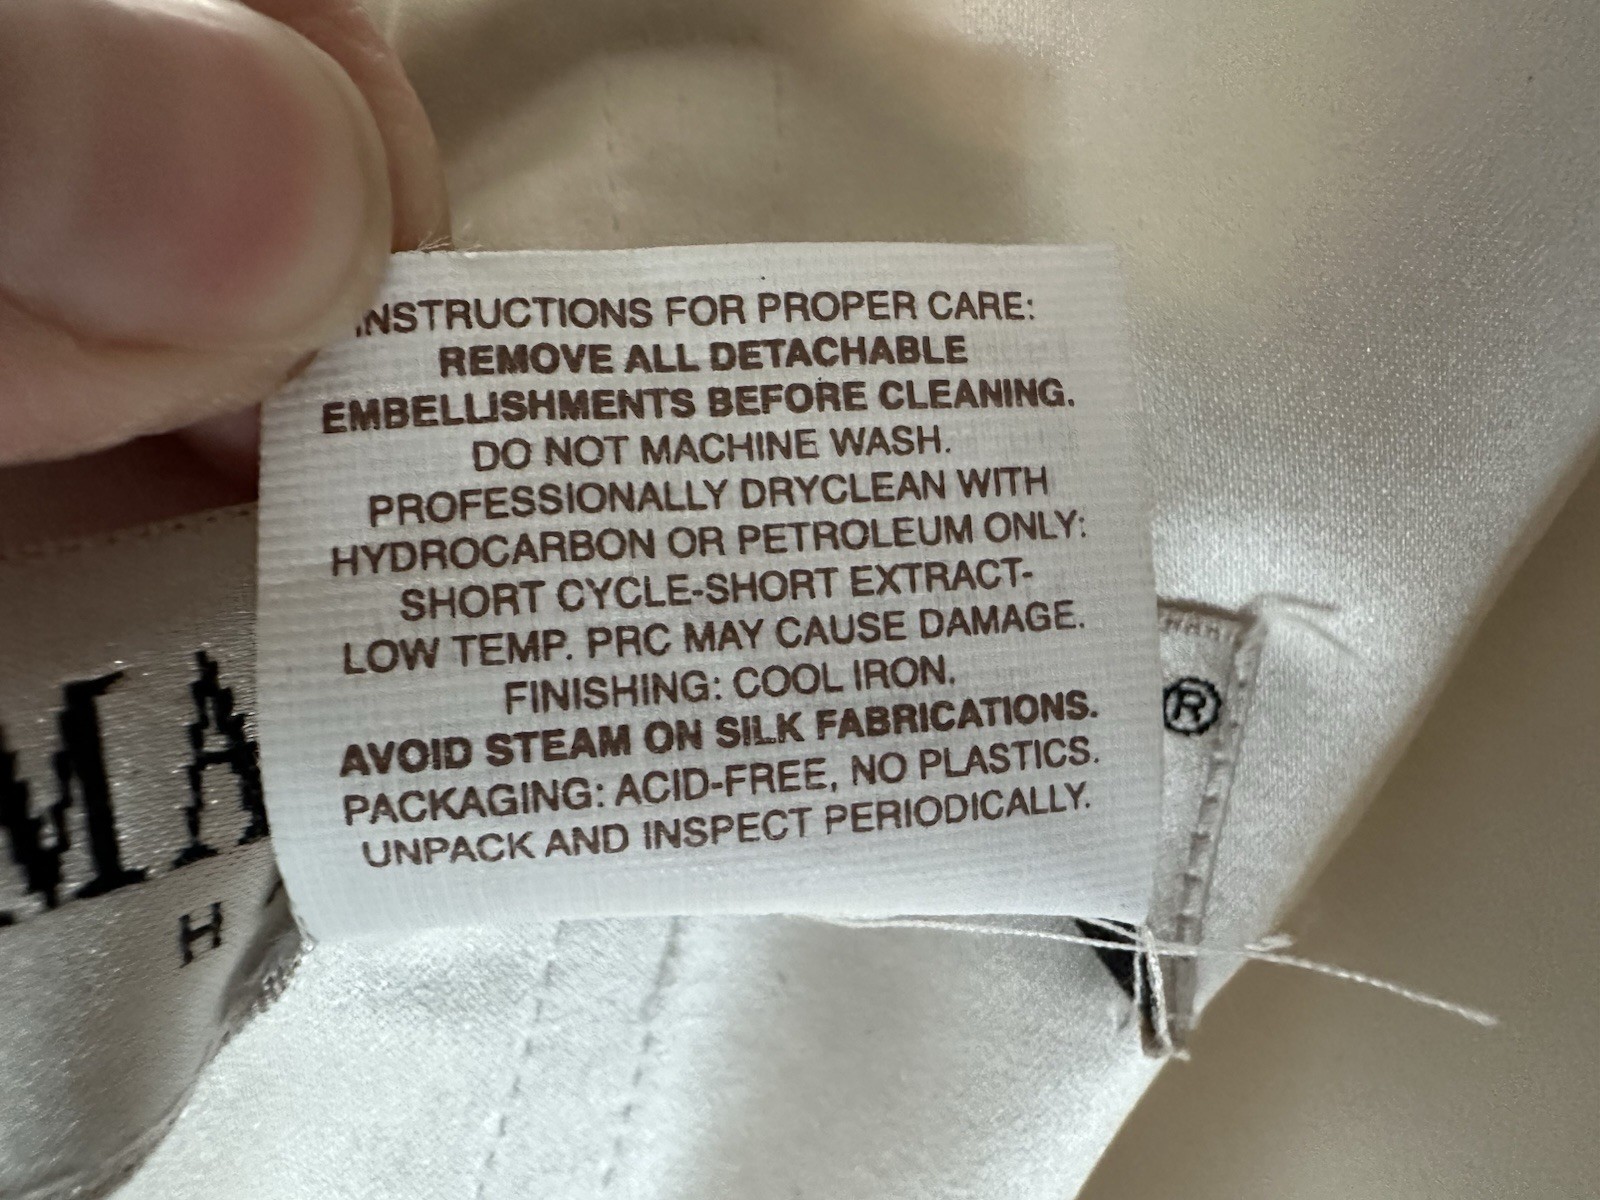 INSTRUCTIONS FOR PROPER CARE:
REMOVE ALL DETACHABLE
EMBELLISHMENTS BEFORE CLEANING.
DO NOT MACHINE WASH.
PROFESSIONALLY DRYCLEAN WITH
HYDROCARBON OR PETROLEUM ONLY:
SHORT CYCLE-SHORT EXTRACT-
LOW TEMP. PRC MAY CAUSE DAMAGE.
FINISHING: COOL IRON.
AVOID STEAM ON SILK FABRICATIONS.
PACKAGING: ACID-FREE, NO PLASTICS.
UNPACK AND INSPECT PERIODICALLY.
MA
®
H